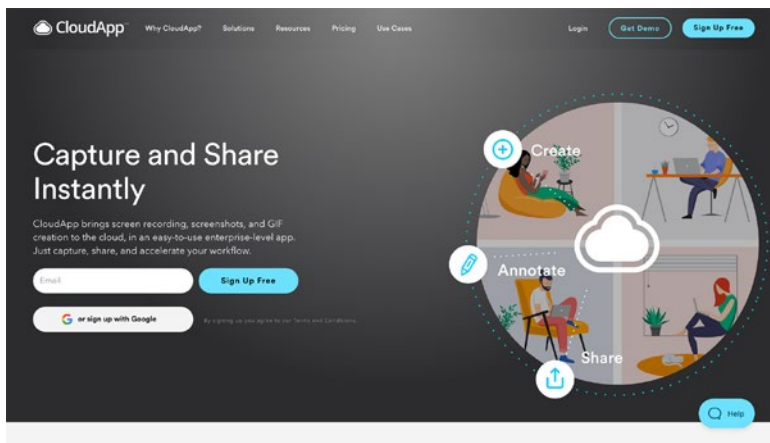 CloudApp
Why CloudApp?
Solutions
Resources
Pricing
Use Cases
Login
Get Demo
Sign Up Free
Capture and Share
Instantly
CloudApp brings screen recording, screenshots, and GIF
creation to the cloud, in an easy-to-use enterprise-level app.
Just capture, share, and accelerate your workflow.
Email
Sign Up Free
or sign up with Google
By signing up you agree to our Terms and Conditions.
Create
Annotate
Share
Help